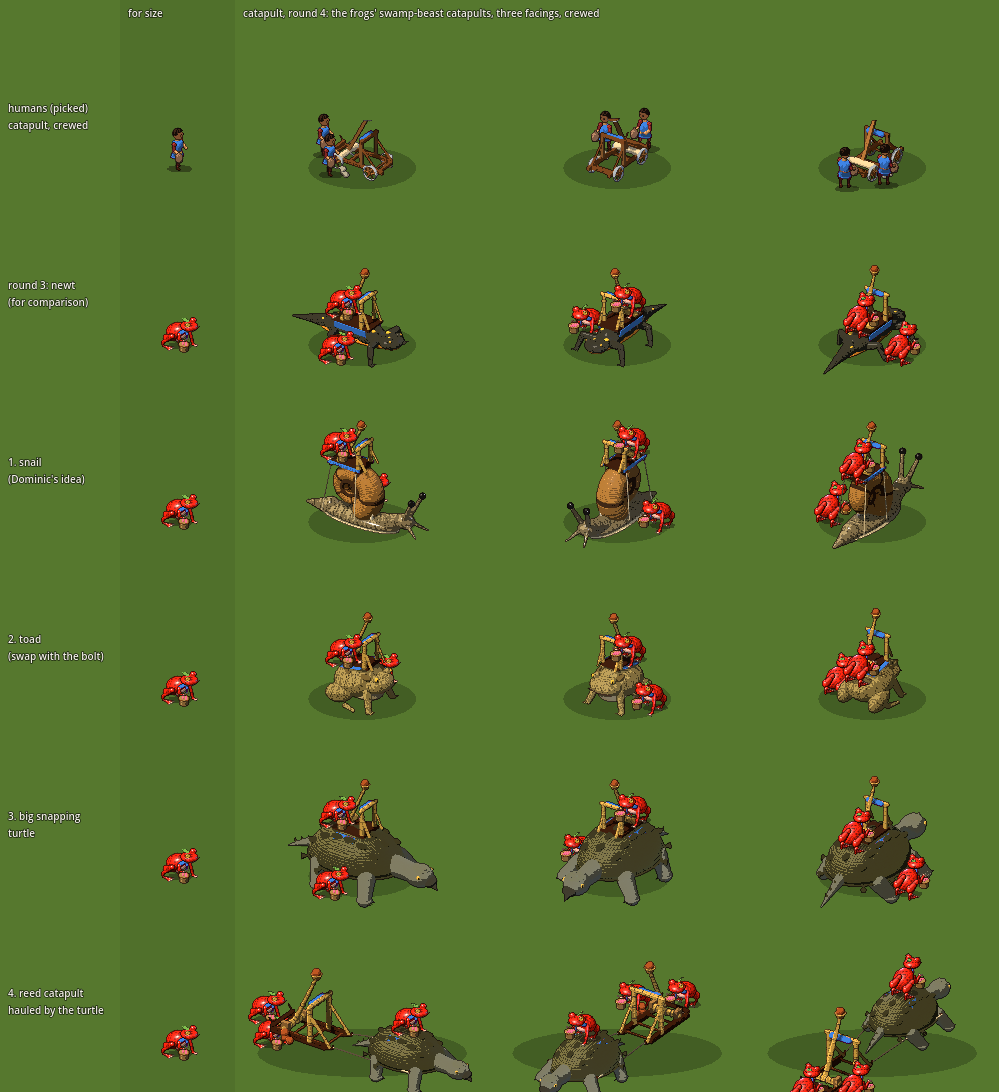 for size
catapult, round 4: the frogs' swamp-beast catapults, three facings, crewed
humans (picked)
catapult, crewed
round 3: newt
(for comparison)
1. snail
(Dominic's idea)
2. toad
(swap with the bolt)
3. big snapping
turtle
4. reed catapult
hauled by the turtle